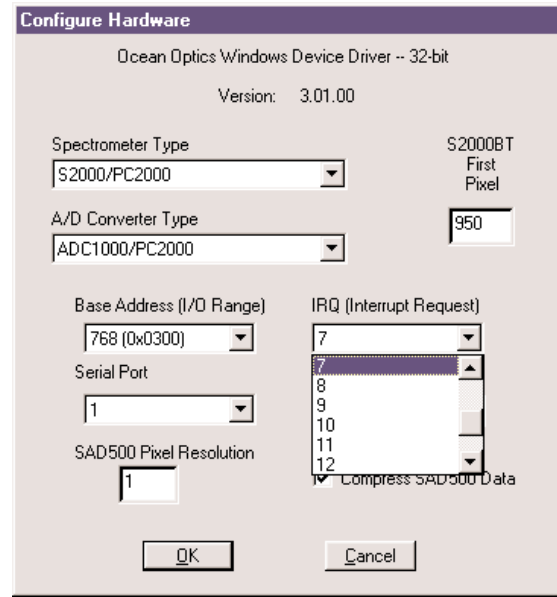 Configure Hardware
Ocean Optics Windows Device Driver -- 32-bit
Version: 3.01.00
Spectrometer Type
S2000/PC2000
S2000BT
First
Pixel
950
A/D Converter Type
ADC1000/PC2000
Base Address (I/O Range)
768 (0x0300)
IRQ (Interrupt Request)
7
7
8
9
10
11
12
Serial Port
1
SAD500 Pixel Resolution
1
Compress SAD500 Data
OK
Cancel